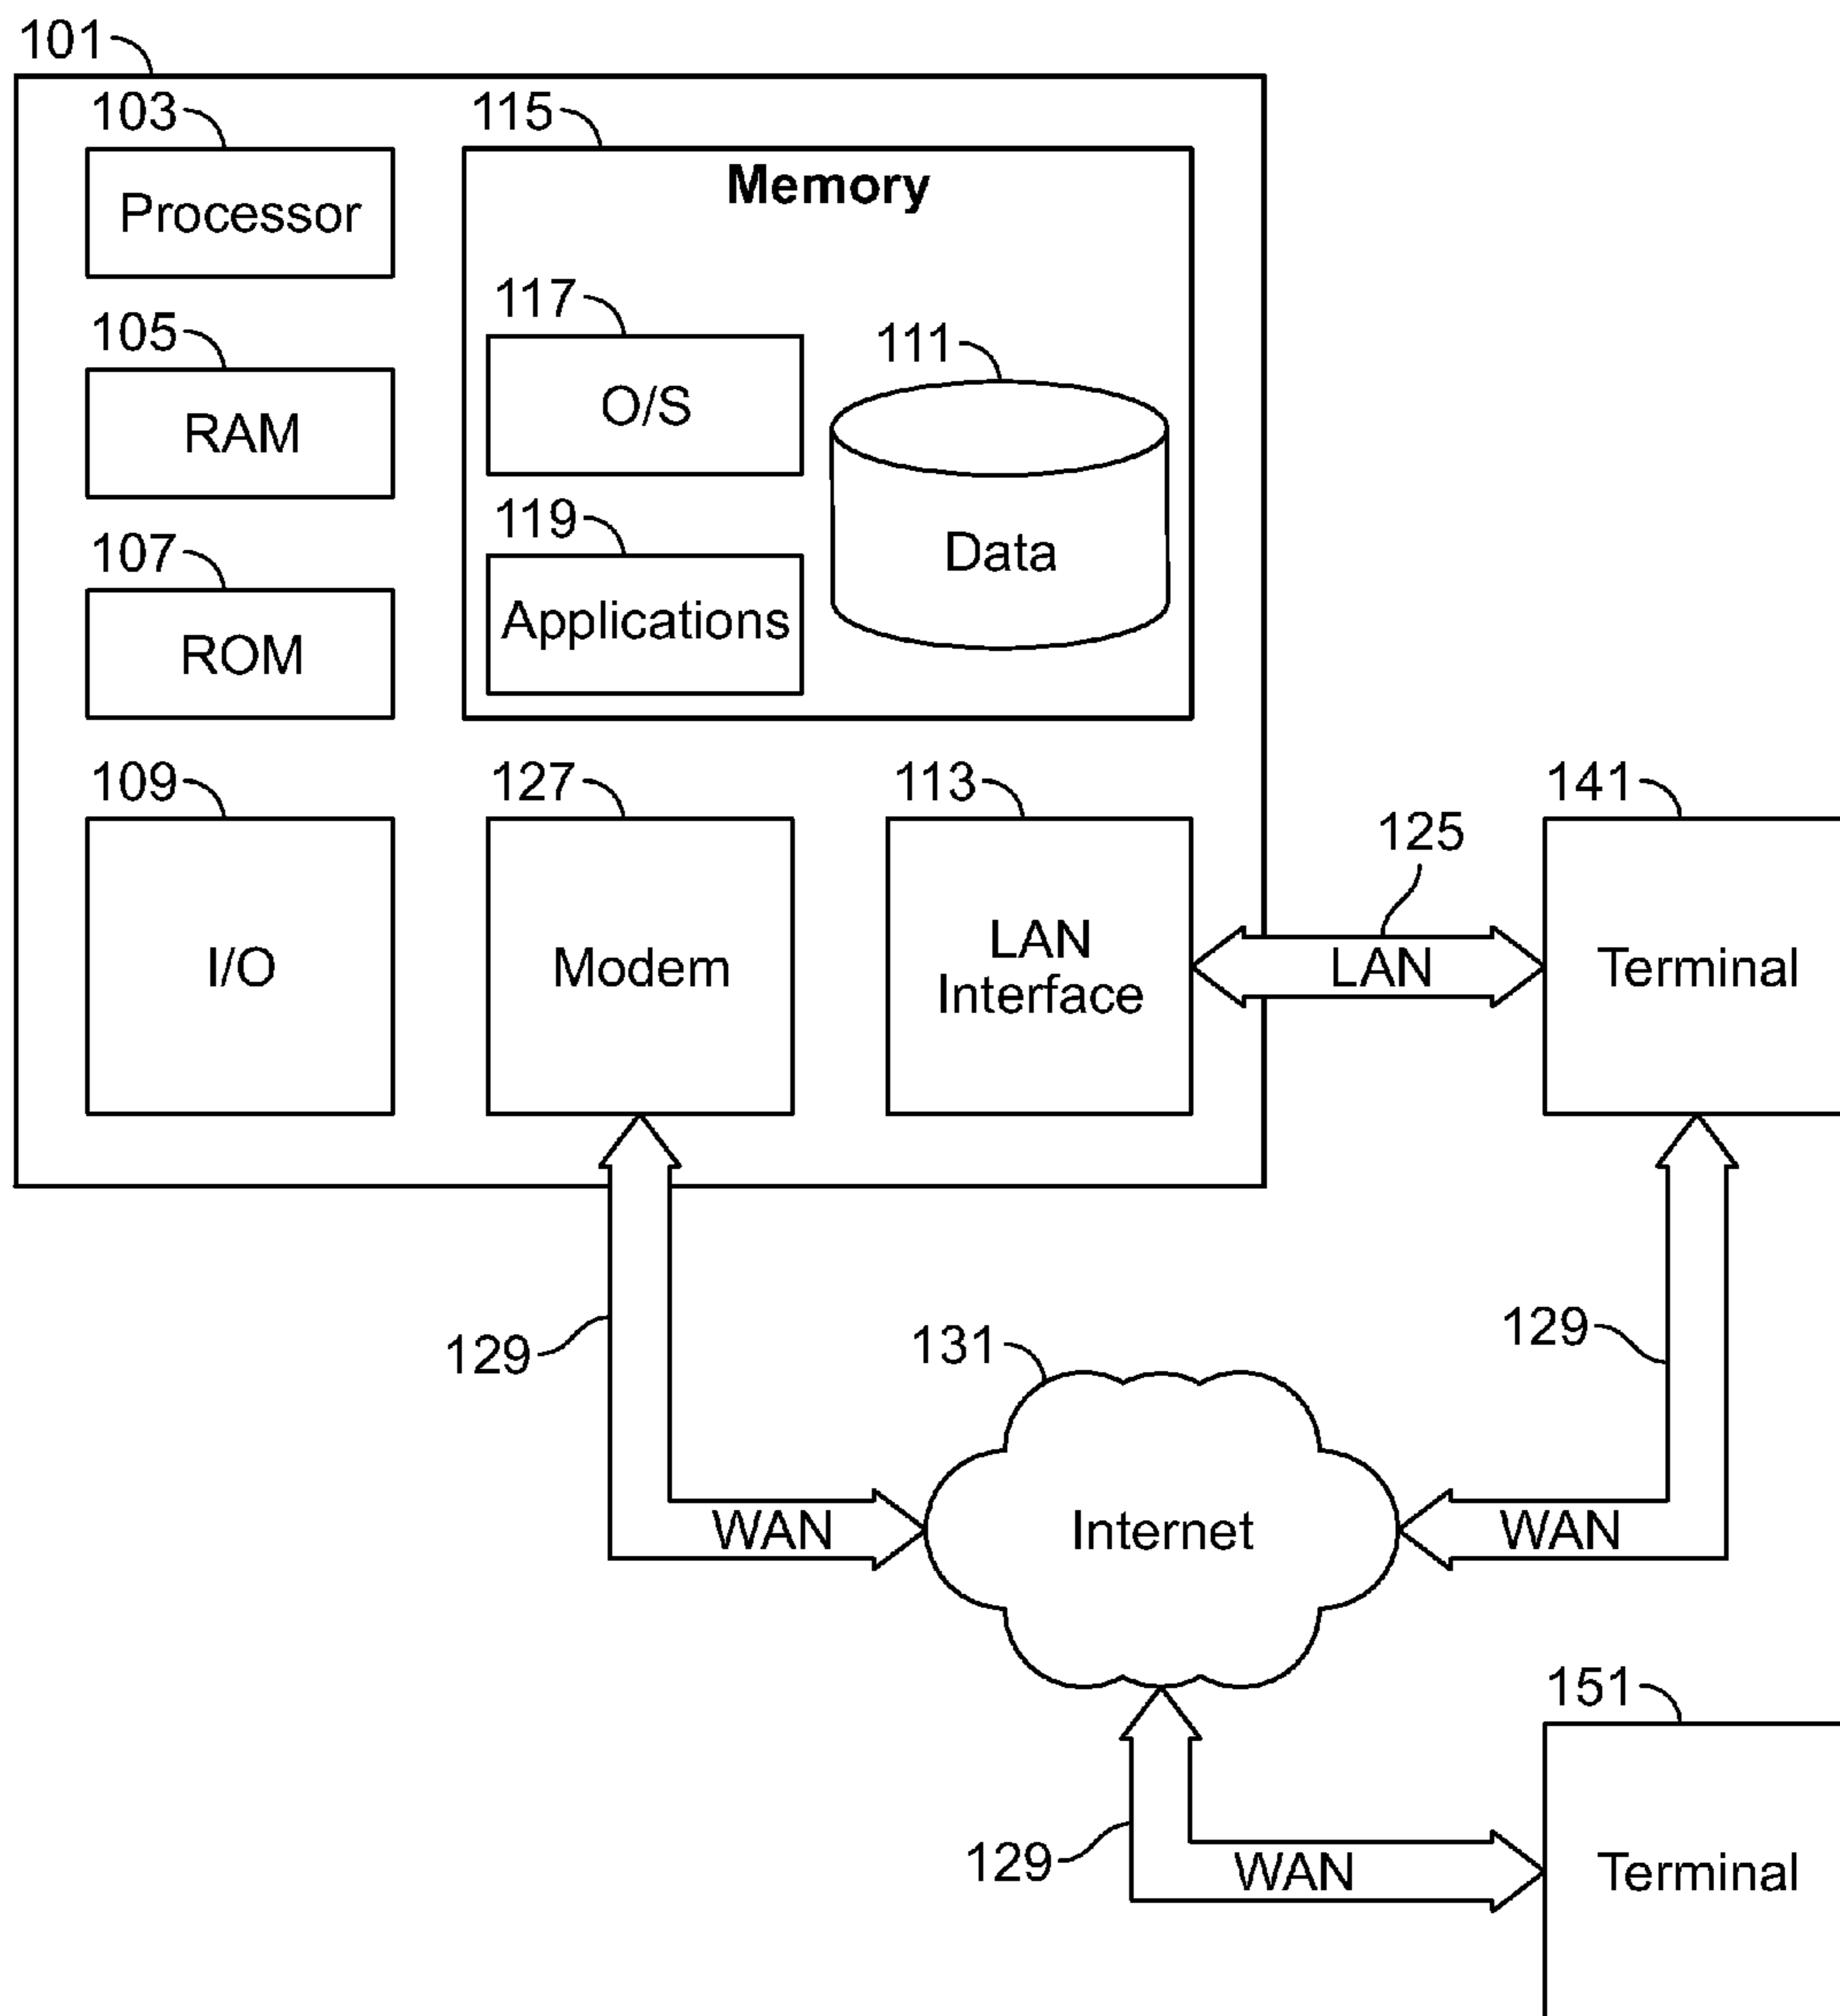 101
103
Processor
105
RAM
107
ROM
115
Memory
117
O/S
111
Data
119
Applications
109
I/O
127
Modem
113
LAN
Interface
125
LAN
141
Terminal
129
WAN
131
Internet
129
WAN
129
WAN
151
Terminal